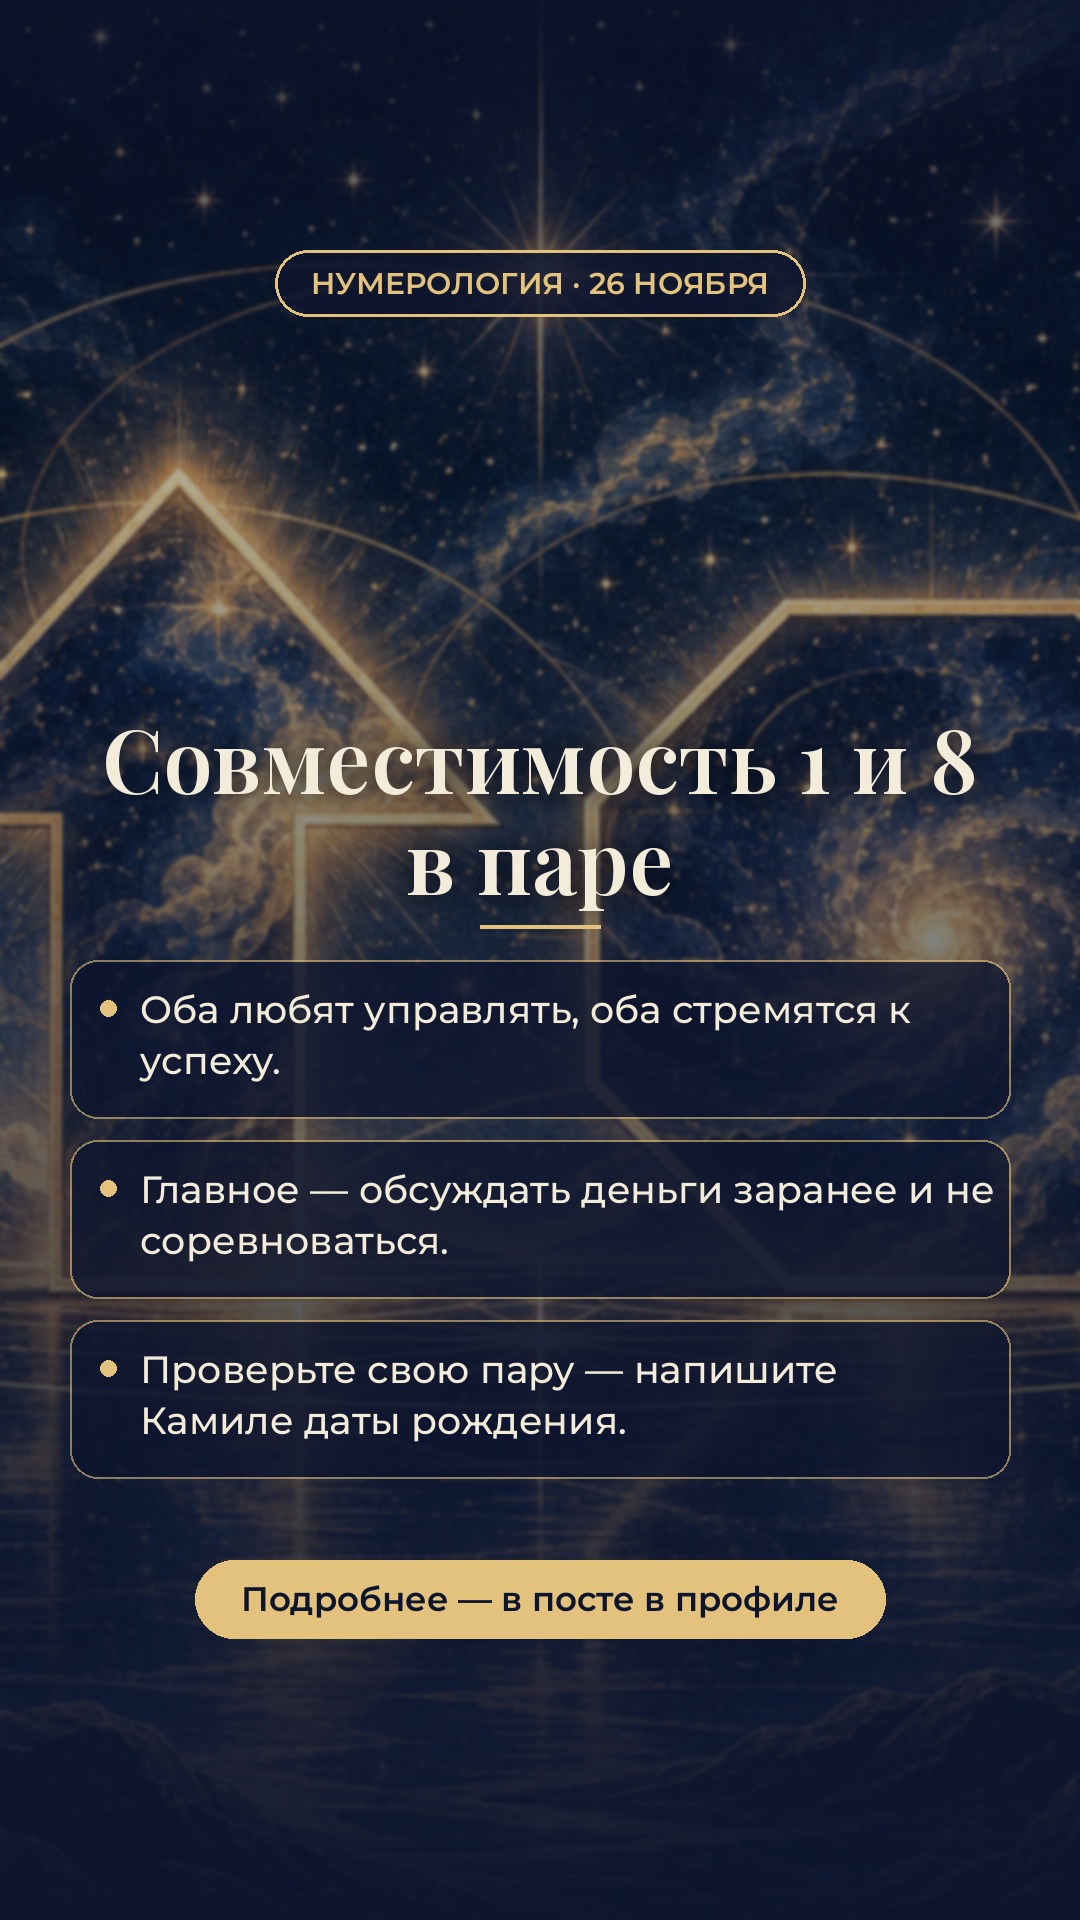 НУМЕРОЛОГИЯ · 26 НОЯБРЯ
Совместимость 1 и 8
в паре
Оба любят управлять, оба стремятся к
успеху.
Главное — обсуждать деньги заранее и не
соревноваться.
Проверьте свою пару — напишите
Камиле даты рождения.
Подробнее — в посте в профиле